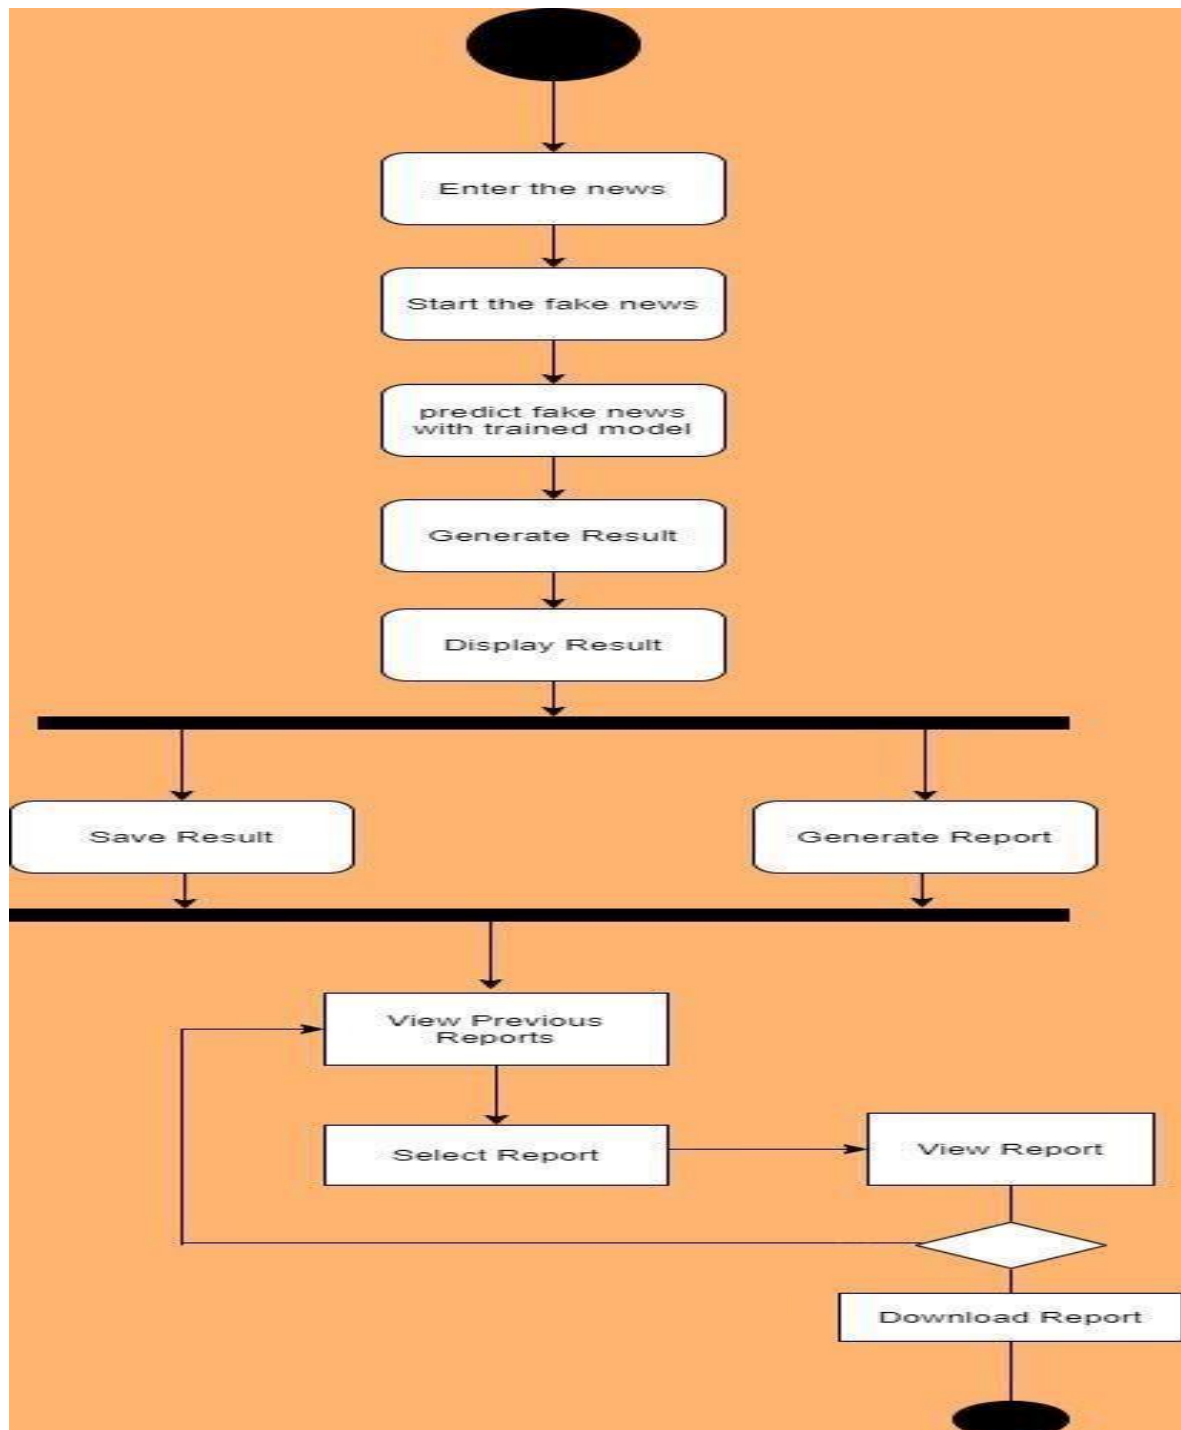 Enter the news
Start the fake news
predict fake news
with trained model
Generate Result
Display Result
Save Result
Generate Report
View Previous
Reports
Select Report
View Report
Download Report